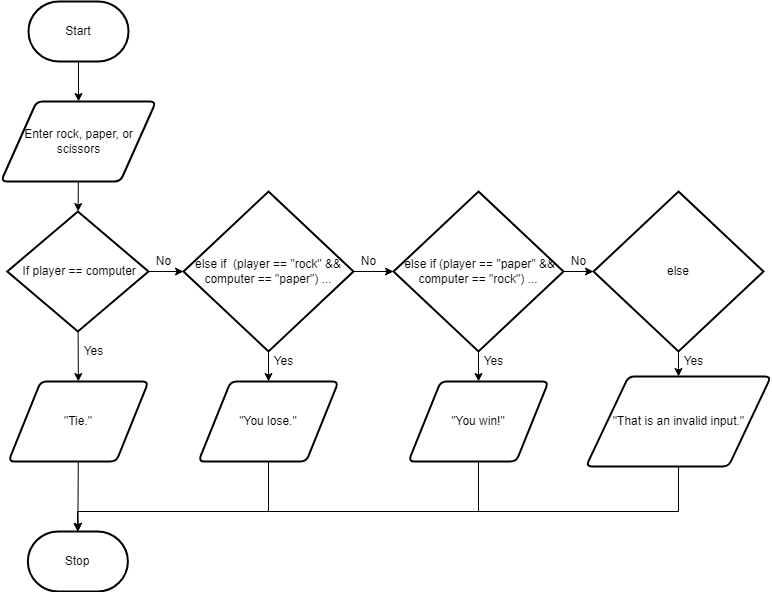 Start
Enter rock, paper, or
scissors
If player == computer
No
else if  (player == "rock" &&
computer == "paper") ...
No
else if (player == "paper" &&
computer == "rock") ...
No
else
Yes
Yes
Yes
Yes
"Tie."
"You lose."
"You win!"
"That is an invalid input."
Stop